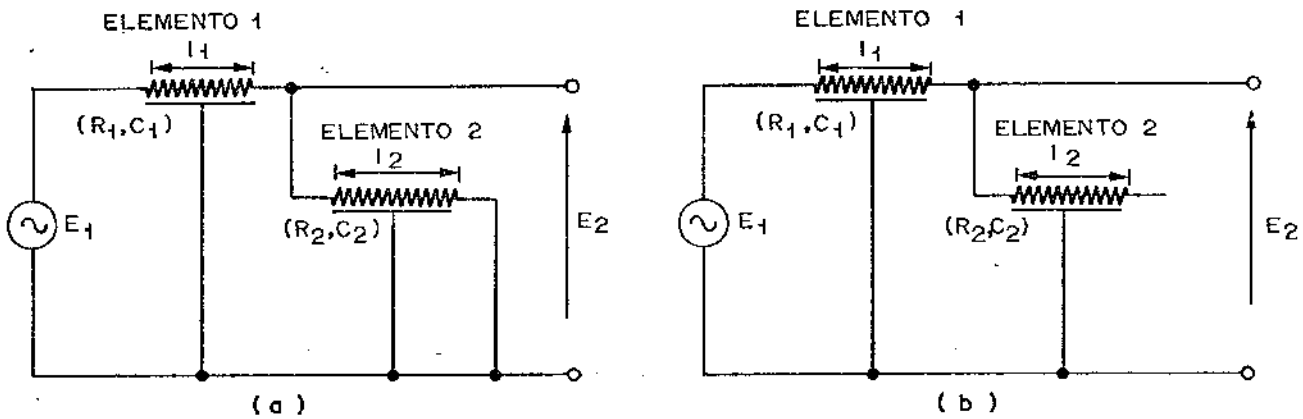 ELEMENTO 1
l1
(R1,C1)
ELEMENTO 2
l2
(R2,C2)
E1
E2
(a)
ELEMENTO 1
l1
(R1,C1)
ELEMENTO 2
l2
(R2,C2)
E1
E2
(b)